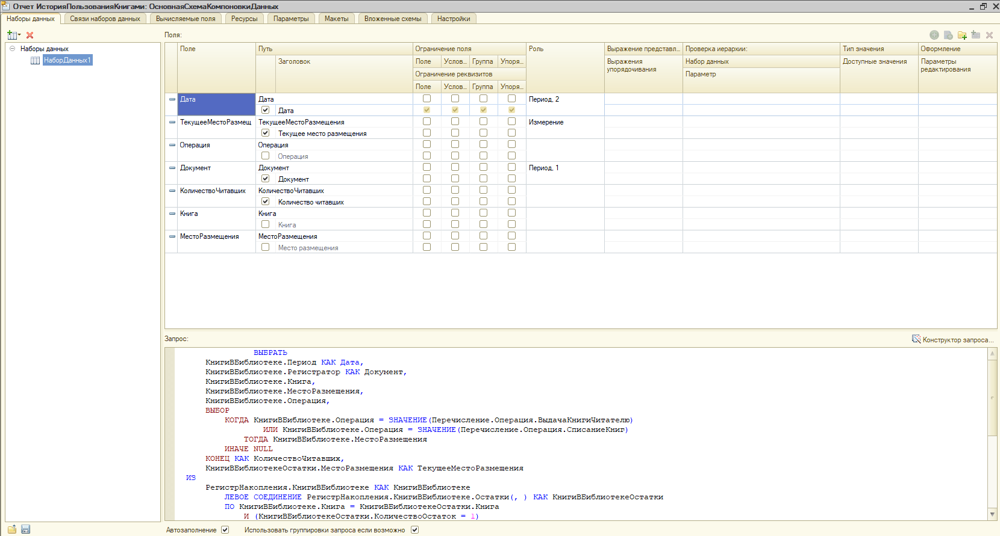 Отчет ИсторияПользованияКнигами: ОсновнаяСхемаКомпоновкиДанных
Наборы данных Связи наборов данных Вычисляемые поля Ресурсы Параметры Макеты Вложенные схемы Настройки
Поля:
Наборы данных
НаборДанных1
Поле Путь Ограничение поля Роль Выражение представл... Проверка иерархии: Тип значения Оформление
Заголовок Поле Услов... Группа Упоря... Выражения упорядочивания Набор данных Доступные значения Параметры редактирования
Ограничение реквизитов Параметр
Поле Услов... Группа Упоря...
Дата Дата Период, 2
Дата
ТекущееМестоРазмещ ТекущееМестоРазмещения Измерение
Текущее место размещения
Операция Операция
Операция
Документ Документ Период, 1
Документ
КоличествоЧитавших КоличествоЧитавших
Количество читавших
Книга Книга
Книга
МестоРазмещения МестоРазмещения
Место размещения
Запрос: Конструктор запроса...
ВЫБРАТЬ
КнигиВБиблиотеке.Период КАК Дата,
КнигиВБиблиотеке.Регистратор КАК Документ,
КнигиВБиблиотеке.Книга,
КнигиВБиблиотеке.МестоРазмещения,
КнигиВБиблиотеке.Операция,
ВЫБОР
КОГДА КнигиВБиблиотеке.Операция = ЗНАЧЕНИЕ(Перечисление.Операция.ВыдачаКнигиЧитателю)
ИЛИ КнигиВБиблиотеке.Операция = ЗНАЧЕНИЕ(Перечисление.Операция.СписаниеКниг)
ТОГДА КнигиВБиблиотеке.МестоРазмещения
ИНАЧЕ NULL
КОНЕЦ КАК КоличествоЧитавших,
КнигиВБиблиотекеОстатки.МестоРазмещения КАК ТекущееМестоРазмещения
ИЗ
РегистрНакопления.КнигиВБиблиотеке КАК КнигиВБиблиотеке
ЛЕВОЕ СОЕДИНЕНИЕ РегистрНакопления.КнигиВБиблиотеке.Остатки(, ) КАК КнигиВБиблиотекеОстатки
ПО КнигиВБиблиотеке.Книга = КнигиВБиблиотекеОстатки.Книга
И (КнигиВБиблиотекеОстатки.КоличествоОстаток = 1)
Автозаполнение Использовать группировки запроса если возможно